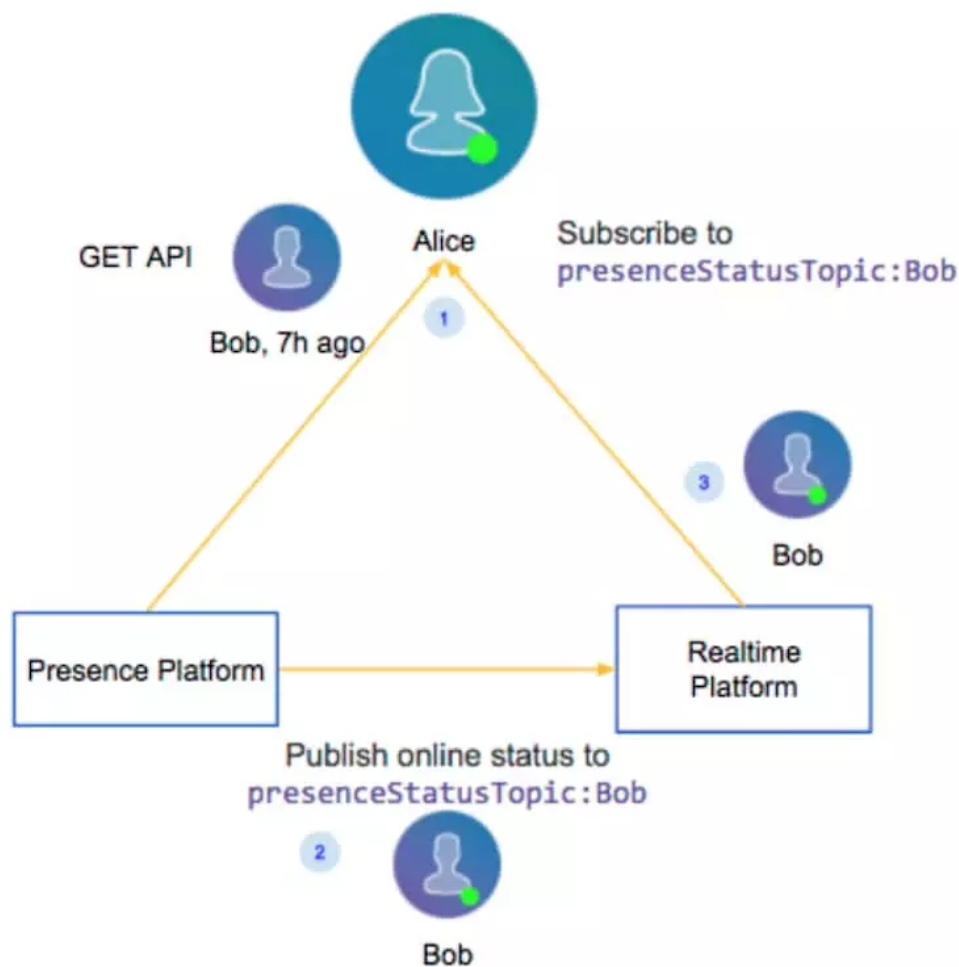 Alice
GET API
Subscribe to
presenceStatusTopic:Bob
1
Bob, 7h ago
3
Bob
Presence Platform
Realtime
Platform
Publish online status to
presenceStatusTopic:Bob
2
Bob